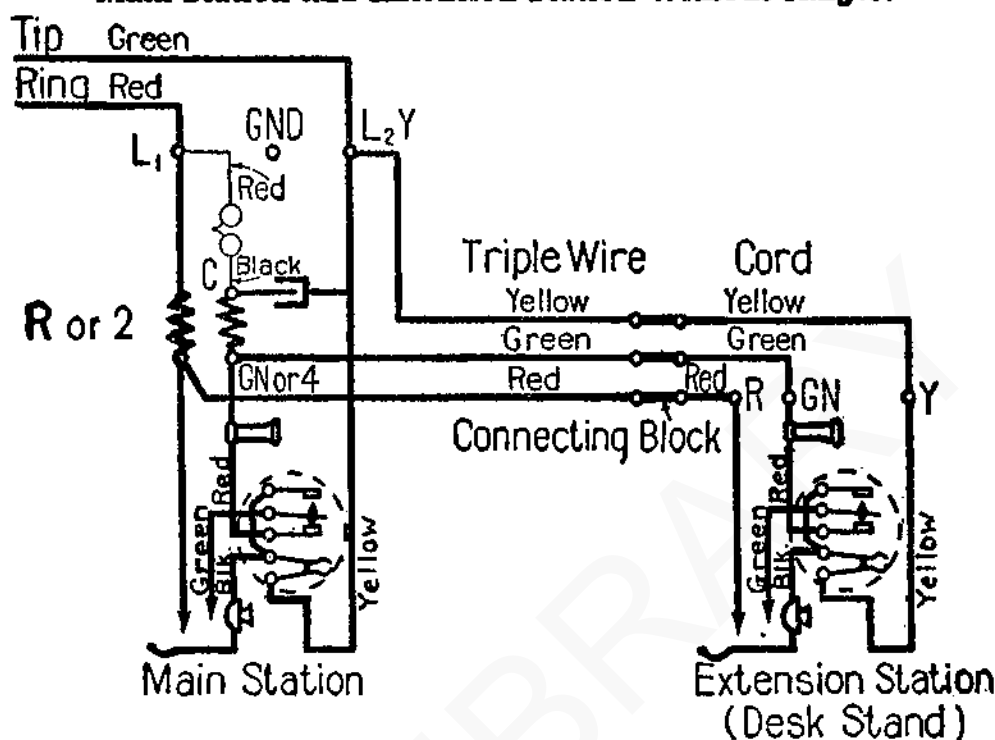 Tip Green
Ring Red
L1
GND
L2 Y
Red
Black
C
R or 2
GN or 4
Triple Wire
Cord
Yellow
Yellow
Green
Green
Red
Red
R
GN
Y
Connecting Block
Red
Green
Blk.
Yellow
Red
Green
Blk.
Yellow
Main Station
Extension Station
(Desk Stand)